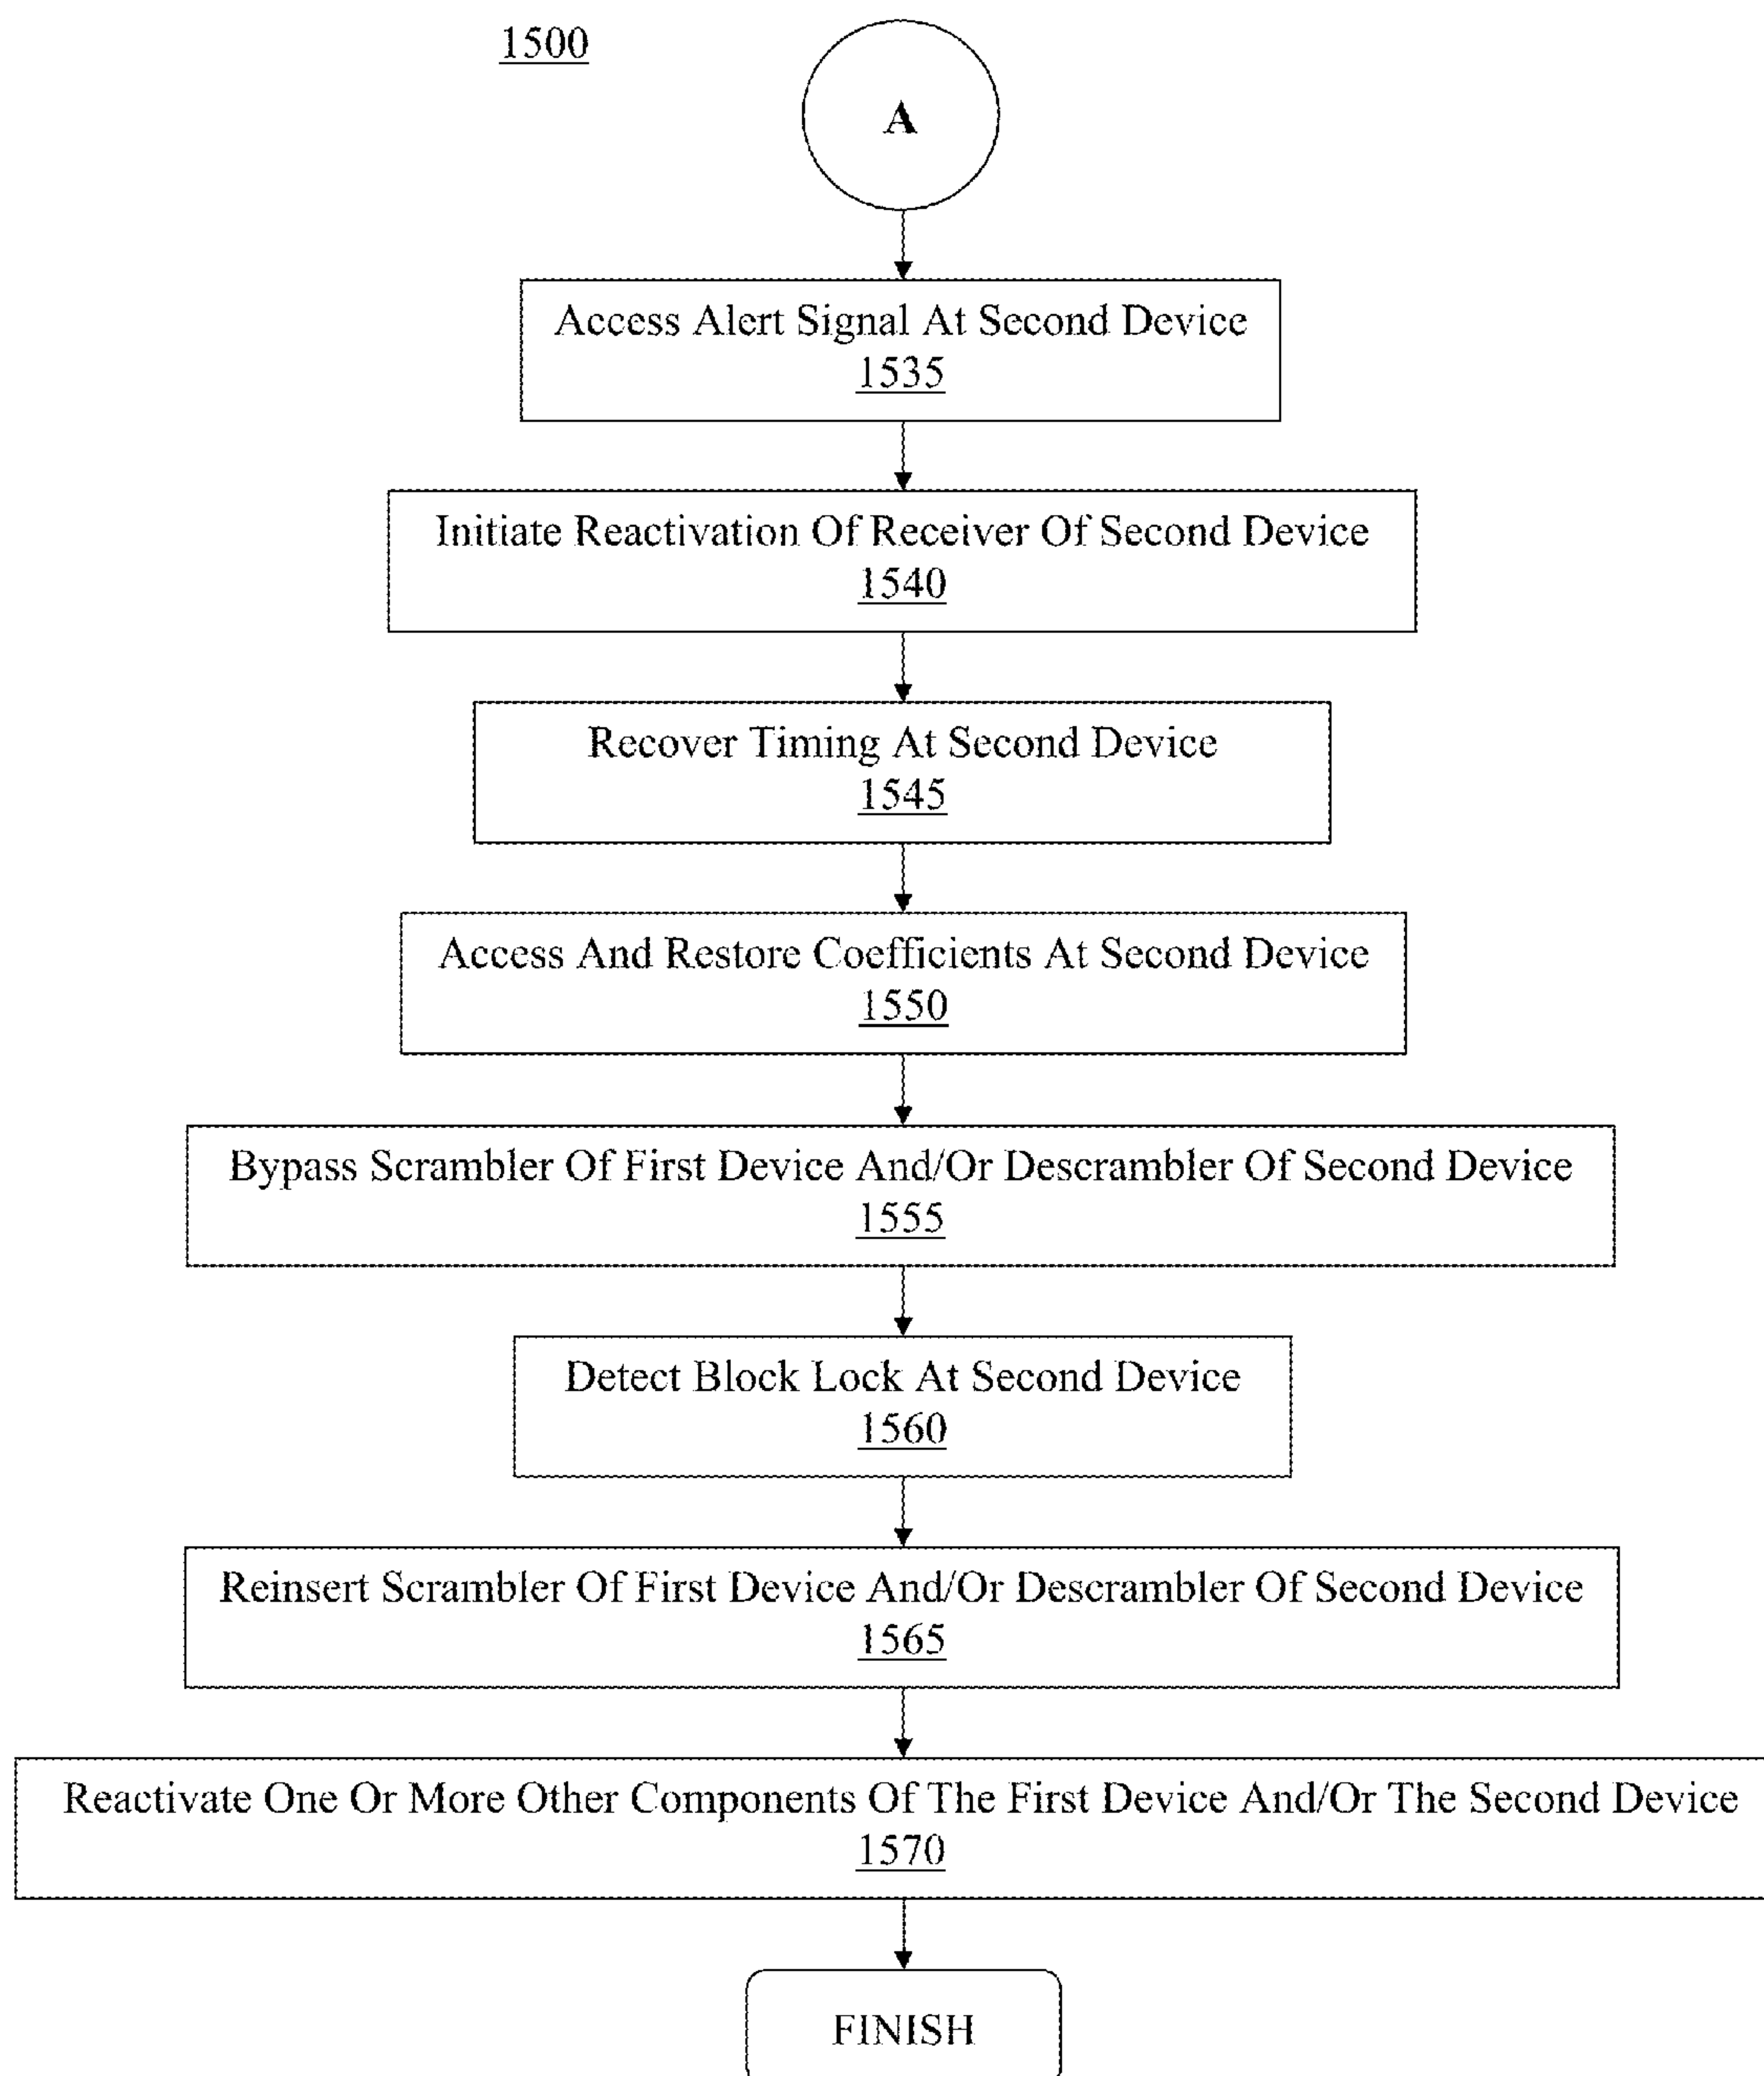 1500
A
Access Alert Signal At Second Device
1535
Initiate Reactivation Of Receiver Of Second Device
1540
Recover Timing At Second Device
1545
Access And Restore Coefficients At Second Device
1550
Bypass Scrambler Of First Device And/Or Descrambler Of Second Device
1555
Detect Block Lock At Second Device
1560
Reinsert Scrambler Of First Device And/Or Descrambler Of Second Device
1565
Reactivate One Or More Other Components Of The First Device And/Or The Second Device
1570
FINISH